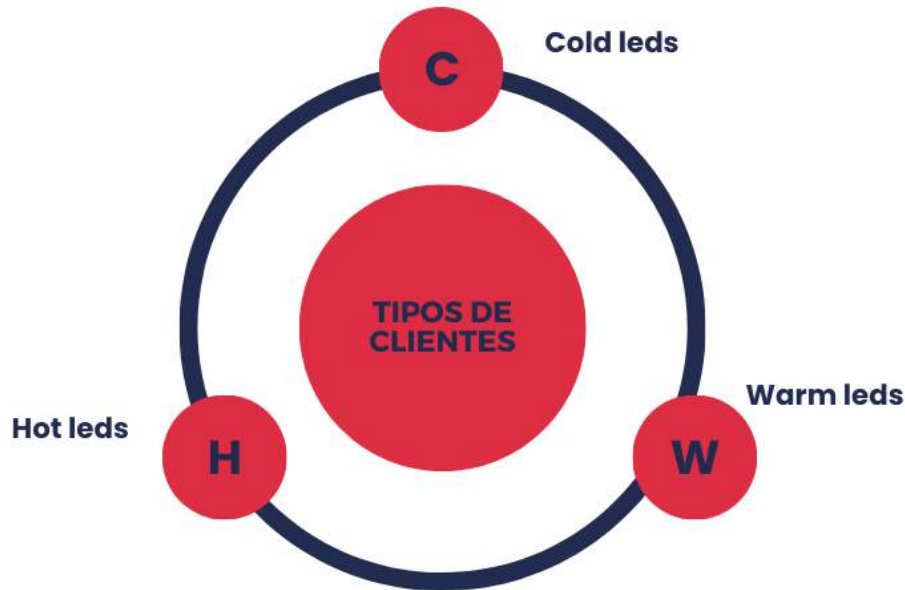 C
Cold leds
TIPOS DE
CLIENTES
Hot leds
H
Warm leds
W